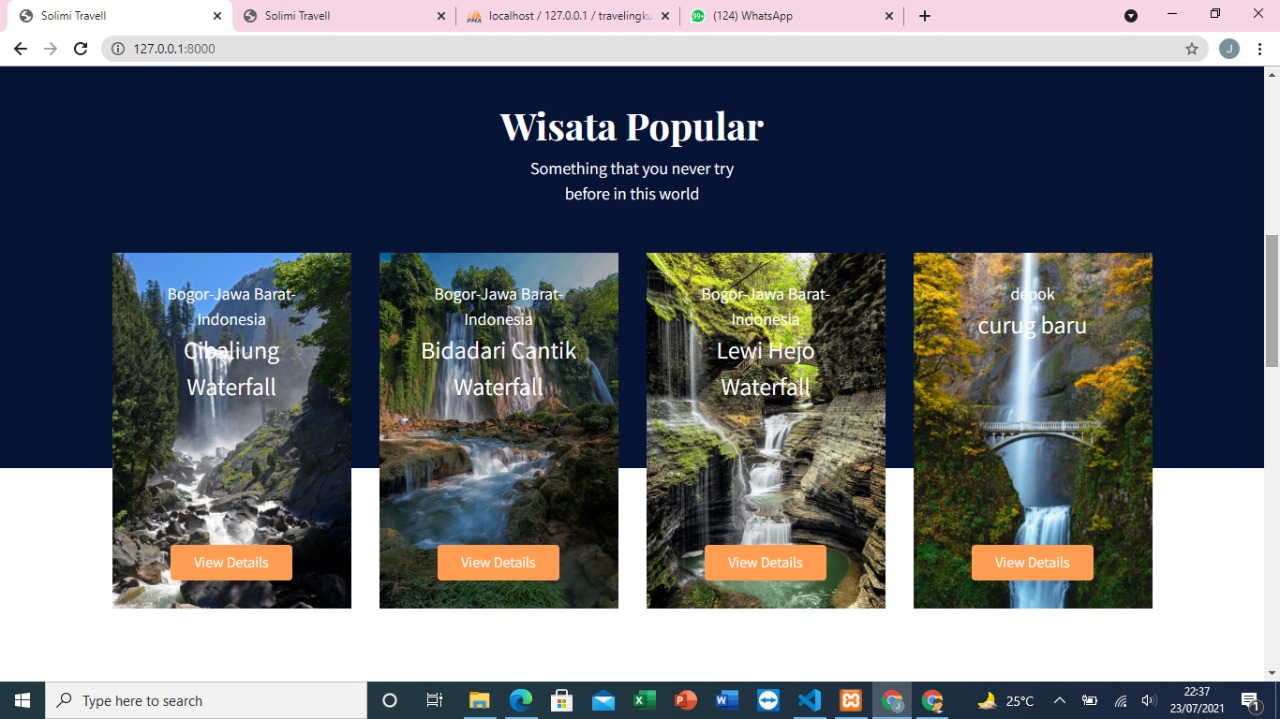 Solimi Travell
Solimi Travell
localhost / 127.0.0.1 / travelingku
(124) WhatsApp
127.0.0.1:8000
J
Wisata Popular
Something that you never try
before in this world
Bogor-Jawa Barat-
Indonesia
Cibaliung
Waterfall
View Details
Bogor-Jawa Barat-
Indonesia
Bidadari Cantik
Waterfall
View Details
Bogor-Jawa Barat-
Indonesia
Lewi Hejo
Waterfall
View Details
depok
curug baru
View Details
Type here to search
25°C
22:37
23/07/2021
1